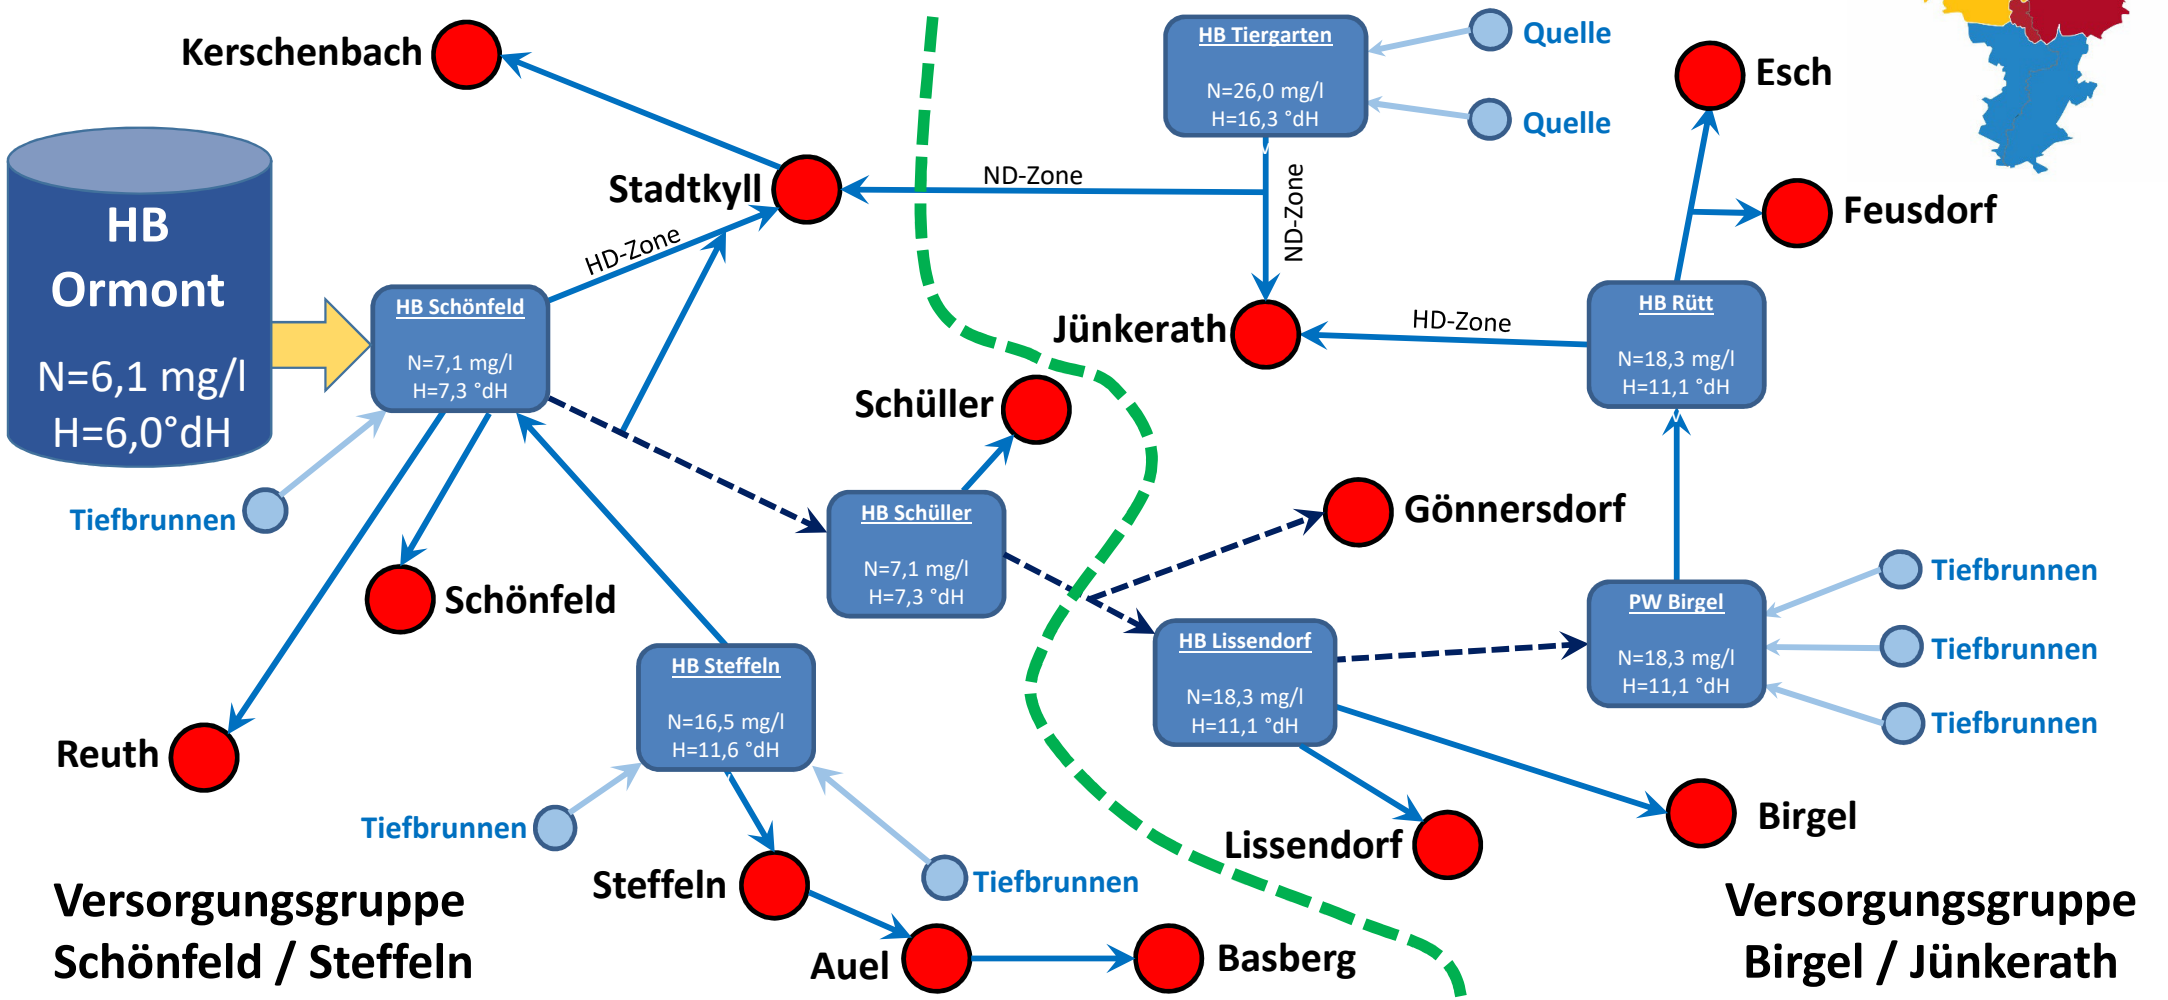 Kerschenbach
HB
Ormont
N=6,1 mg/l
H=6,0°dH
Stadtkyll
HD-Zone
ND-Zone
HB Tiergarten
N=26,0 mg/l
H=16,3 °dH
Quelle
Quelle
ND-Zone
Esch
Feusdorf
HB Schönfeld
N=7,1 mg/l
H=7,3 °dH
Jünkerath
HD-Zone
HB Rütt
N=18,3 mg/l
H=11,1 °dH
Schüller
Tiefbrunnen
HB Schüller
N=7,1 mg/l
H=7,3 °dH
Gönnersdorf
Schönfeld
HB Lissendorf
N=18,3 mg/l
H=11,1 °dH
PW Birgel
N=18,3 mg/l
H=11,1 °dH
Tiefbrunnen
Tiefbrunnen
Tiefbrunnen
HB Steffeln
N=16,5 mg/l
H=11,6 °dH
Reuth
Tiefbrunnen
Steffeln
Tiefbrunnen
Lissendorf
Birgel
Auel
Basberg
Versorgungsgruppe
Schönfeld / Steffeln
Versorgungsgruppe
Birgel / Jünkerath